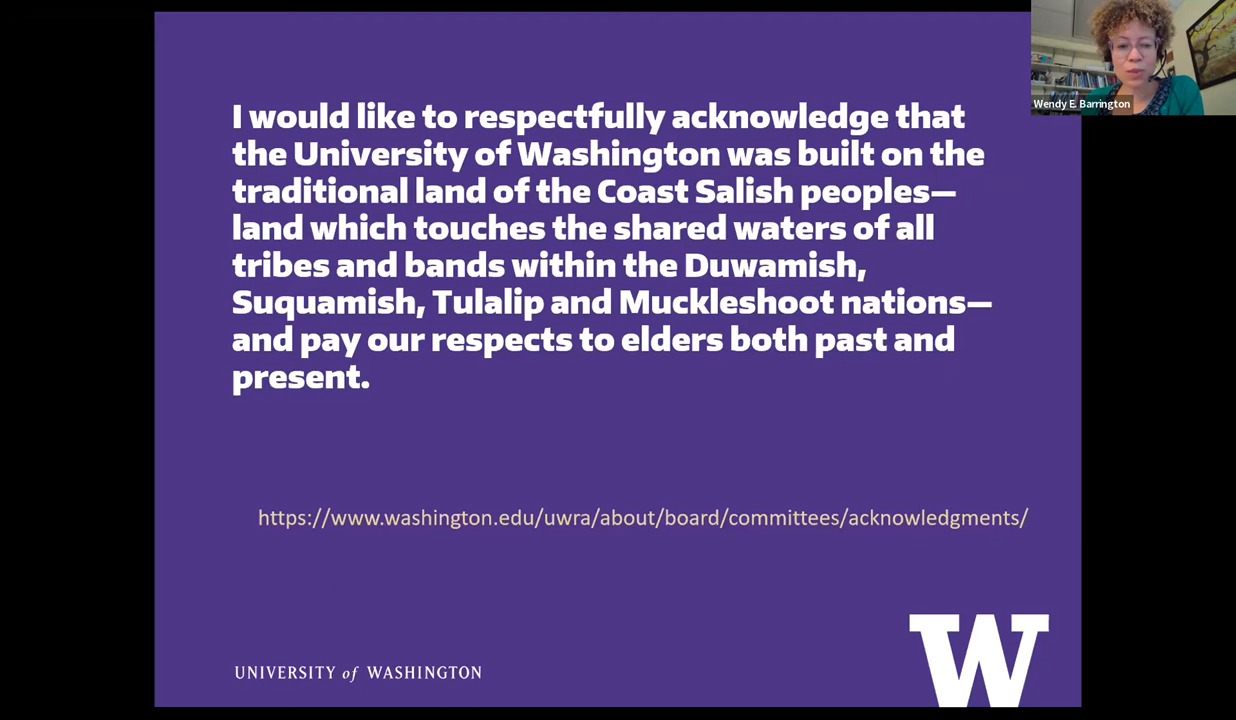 I would like to respectfully acknowledge that
the University of Washington was built on the
traditional land of the Coast Salish peoples—
land which touches the shared waters of all
tribes and bands within the Duwamish,
Suquamish, Tulalip and Muckleshoot nations—
and pay our respects to elders both past and
present.
https://www.washington.edu/uwra/about/board/committees/acknowledgments/
UNIVERSITY of WASHINGTON
W
Wendy E. Barrington